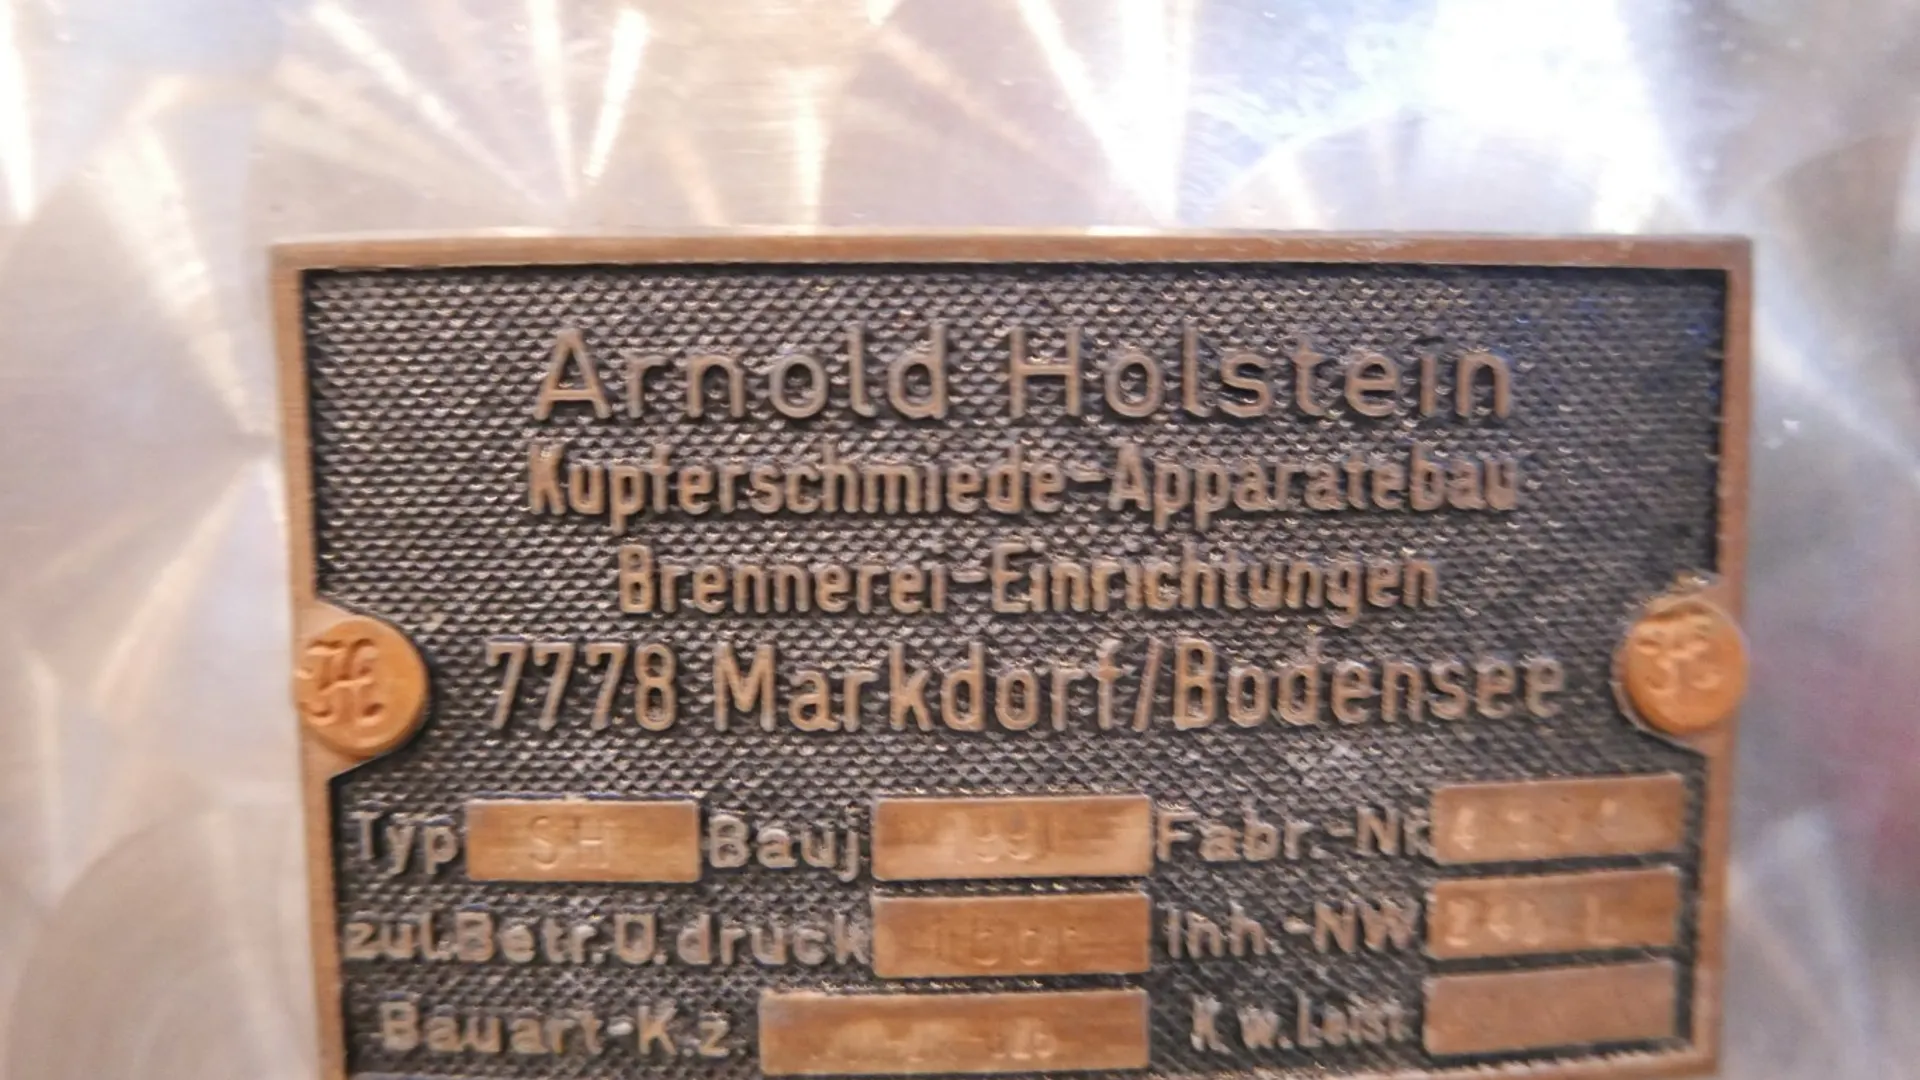 Arnold Holstein
Kupferschmiede-Apparatebau
Brennerei-Einrichtungen
7778 Markdorf/Bodensee
Typ SH Bauj 1991 Fabr.-Nr.
zul.Betr.Ü.druck Inh.-NW
Bauart-K.z. K.w.Leist